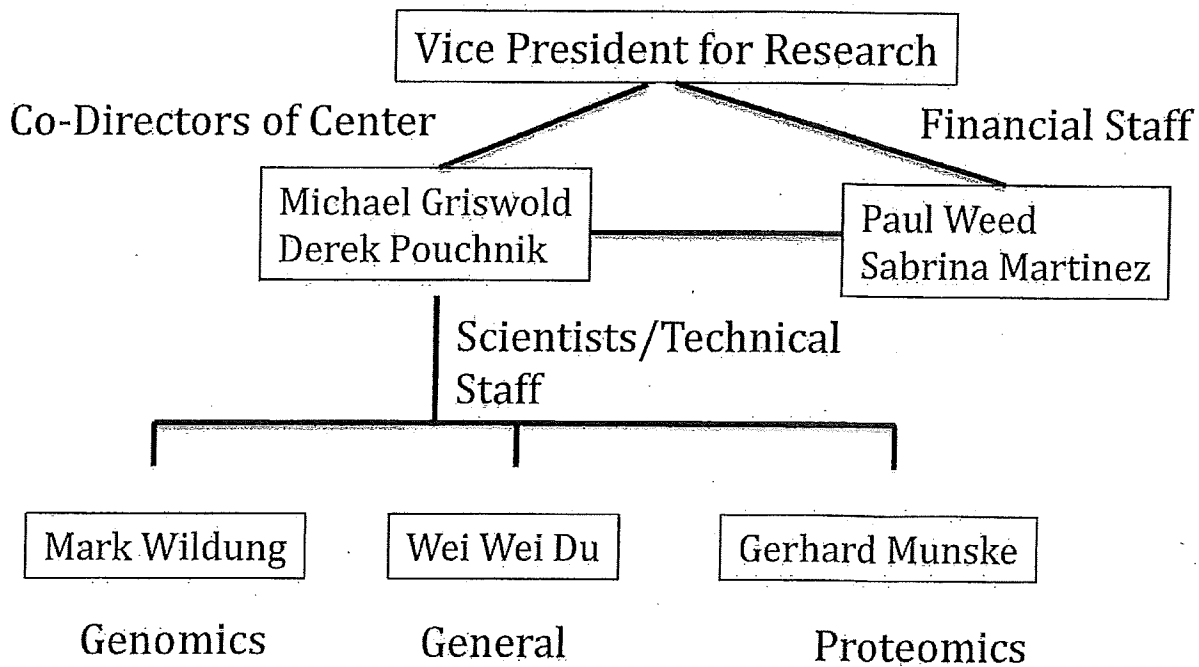 Vice President for Research
Co-Directors of Center
Financial Staff
Michael Griswold
Derek Pouchnik
Paul Weed
Sabrina Martinez
Scientists/Technical
Staff
Mark Wildung
Wei Wei Du
Gerhard Munske
Genomics
General
Proteomics